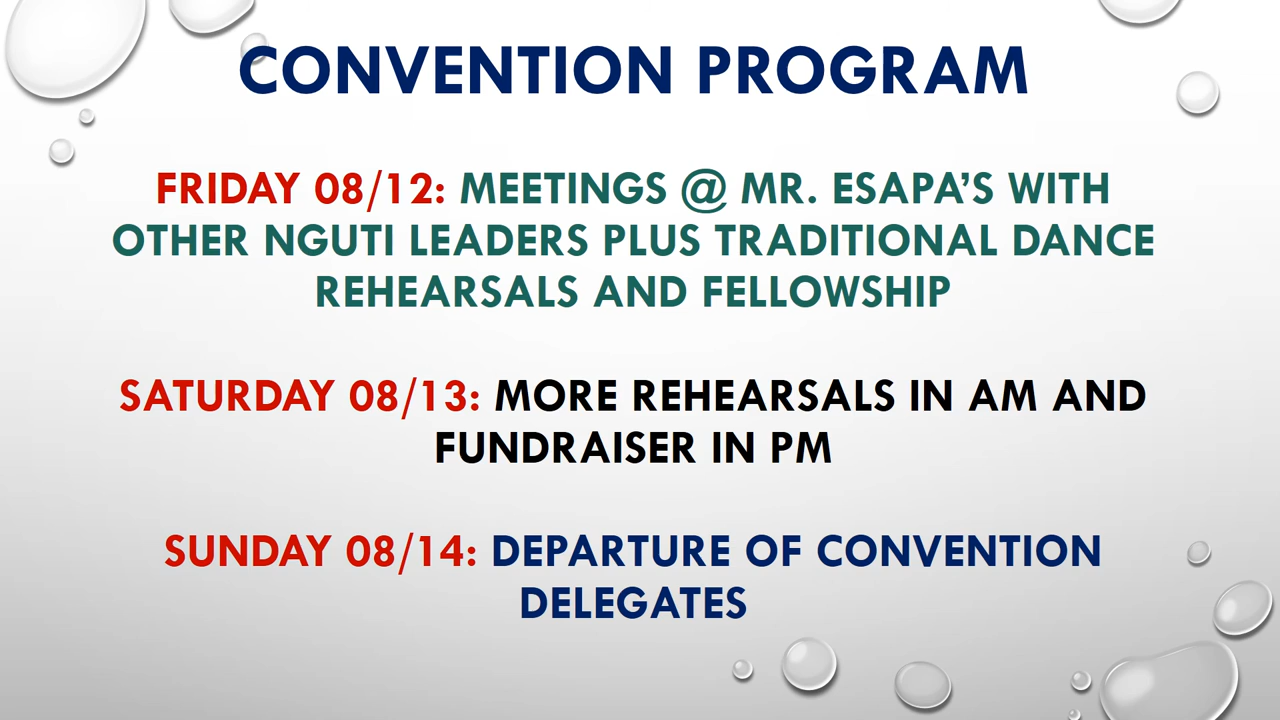 CONVENTION PROGRAM
FRIDAY 08/12: MEETINGS @ MR. ESAPA’S WITH
OTHER NGUTI LEADERS PLUS TRADITIONAL DANCE
REHEARSALS AND FELLOWSHIP
SATURDAY 08/13: MORE REHEARSALS IN AM AND
FUNDRAISER IN PM
SUNDAY 08/14: DEPARTURE OF CONVENTION
DELEGATES